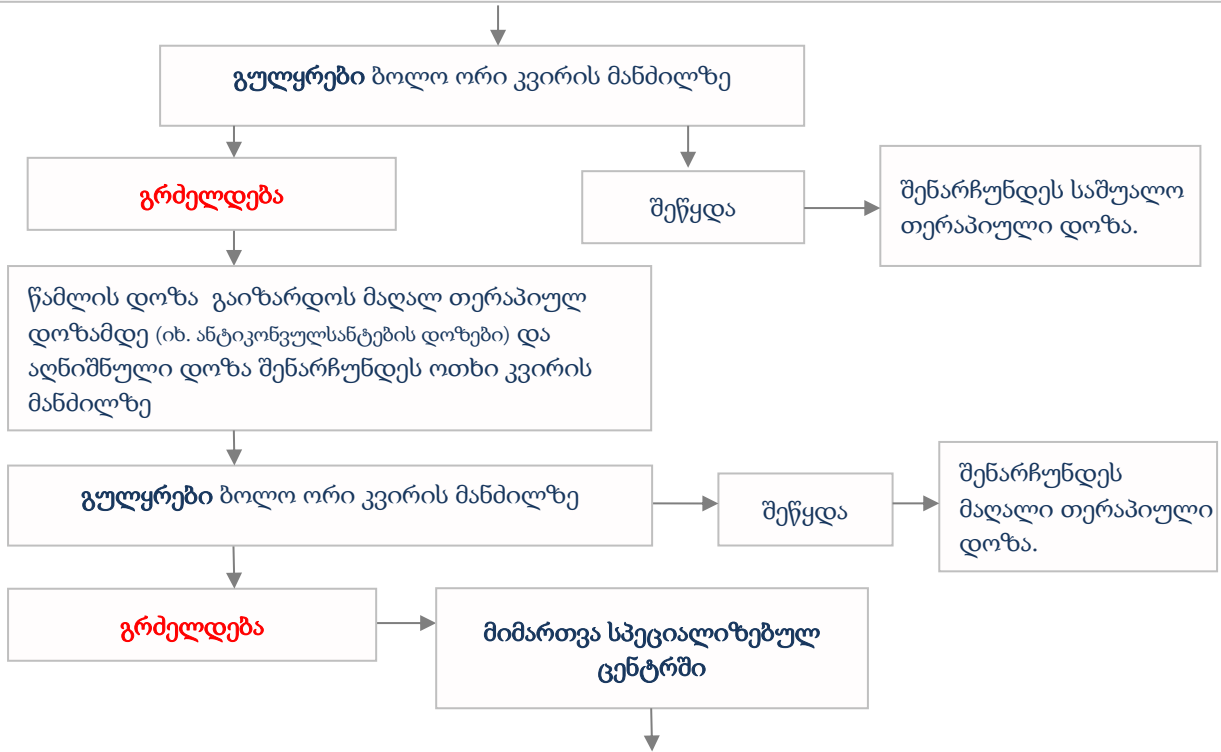 გულყრები ბოლო ორი კვირის მანძილზე
გრძელდება
შეწყდა
შენარჩუნდეს საშუალო
თერაპიული დოზა.
წამლის დოზა გაიზარდოს მაღალ თერაპიულ
დოზამდე (იხ. ანტიკონვულსანტების დოზები) და
აღნიშნული დოზა შენარჩუნდეს ოთხი კვირის
მანძილზე
გულყრები ბოლო ორი კვირის მანძილზე
შეწყდა
შენარჩუნდეს
მაღალი თერაპიული
დოზა.
გრძელდება
მიმართვა სპეციალიზებულ
ცენტრში